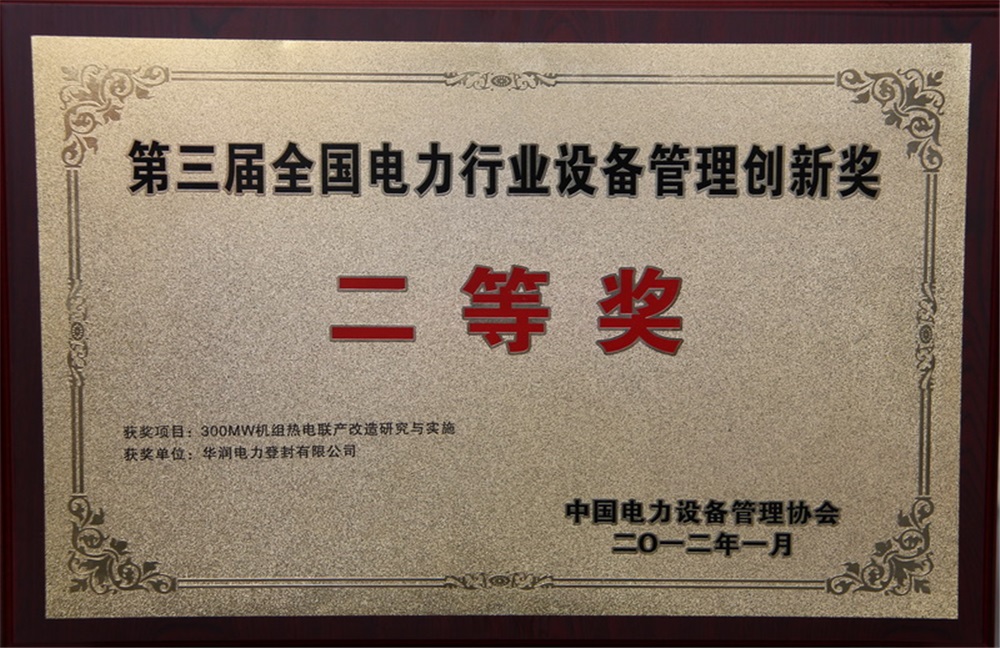 第三届全国电力行业设备管理创新奖
二等奖
获奖项目：300MW机组热电联产改造研究与实施
获奖单位：华润电力登封有限公司
中国电力设备管理协会
二〇一二年一月